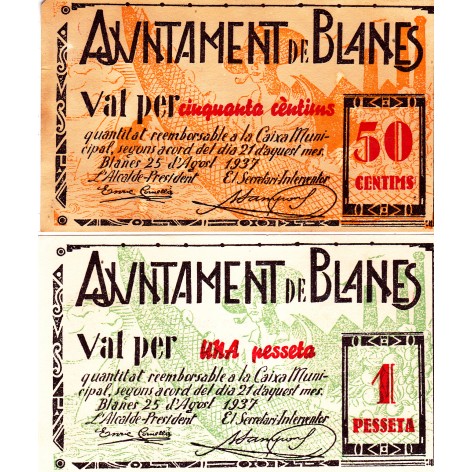 AJUNTAMENT DE BLANES
Val per cinquanta cèntims
quantitat reemborsable a la Caixa Muni-
cipal, segons acord del dia 21 d'aquest mes.
Blanes 25 d'Agost 1937
L'Alcalde-President El Secretari-Interventor
50
CENTIMS
AJUNTAMENT DE BLANES
Val per UNA pesseta
quantitat reemborsable a la Caixa Muni-
cipal, segons acord del dia 21 d'aquest mes.
Blanes 25 d'Agost 1937
L'Alcalde-President El Secretari-Interventor
1
PESSETA